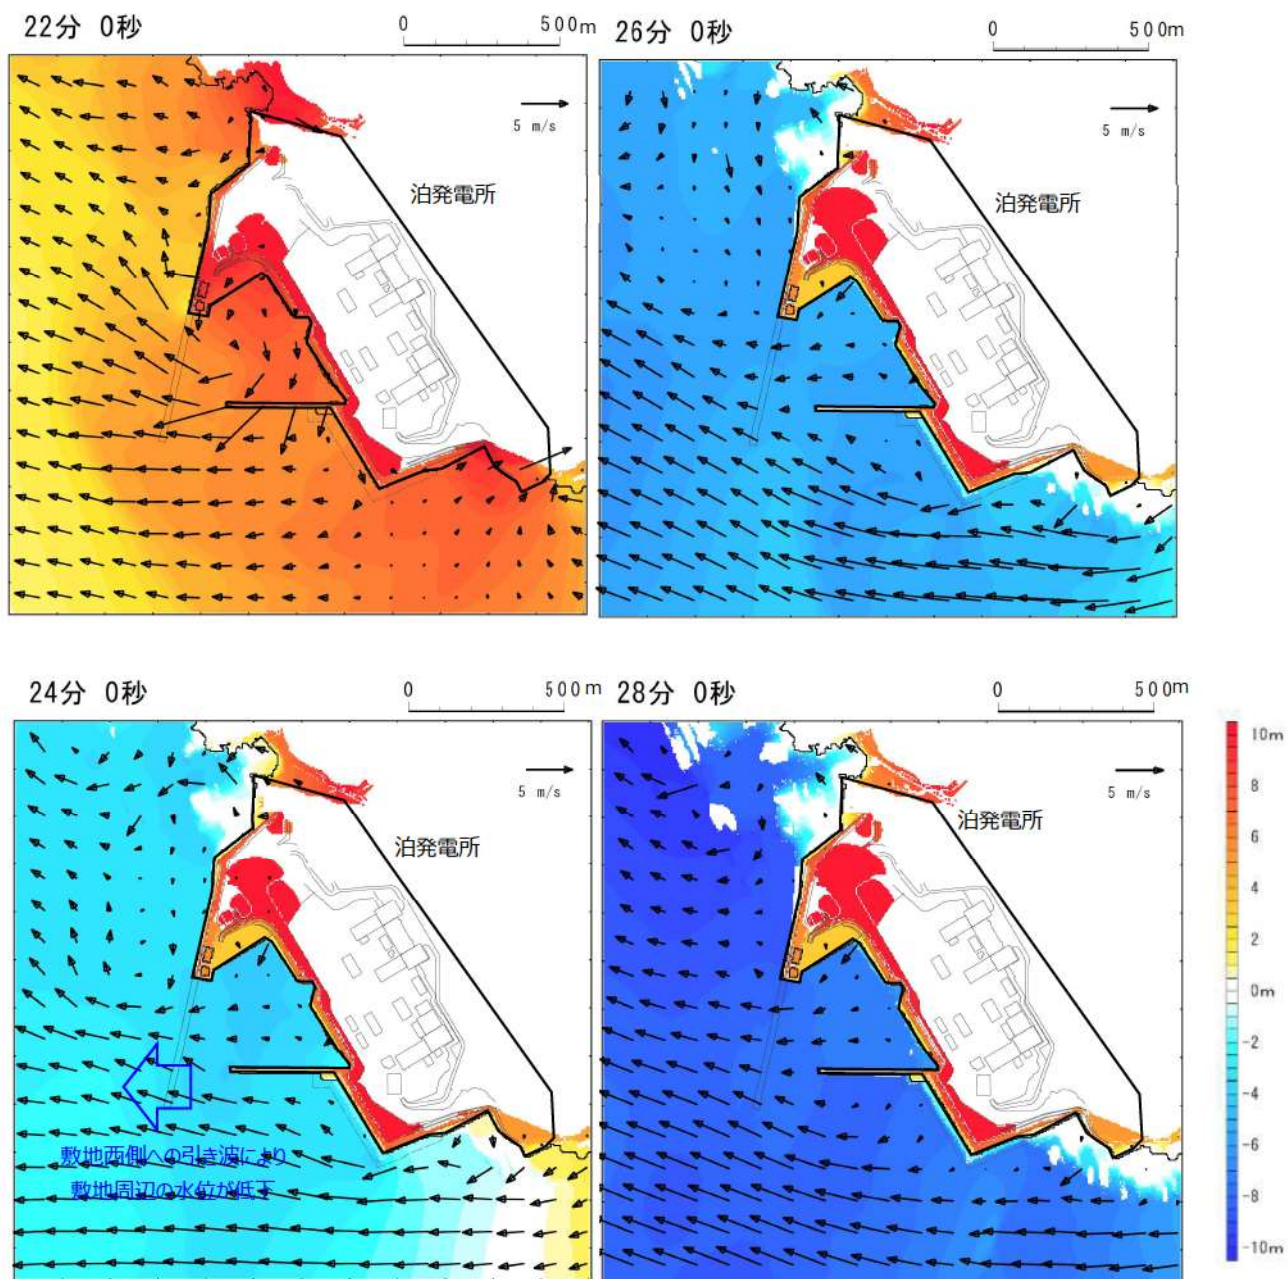 22分 0秒
0 500m
5 m/s
泊発電所
26分 0秒
0 500m
5 m/s
泊発電所
24分 0秒
0 500m
5 m/s
泊発電所
敷地西側への引き波により
敷地周辺の水位が低下
28分 0秒
0 500m
5 m/s
泊発電所
10m
8
6
4
2
0m
-2
-4
-6
-8
-10m